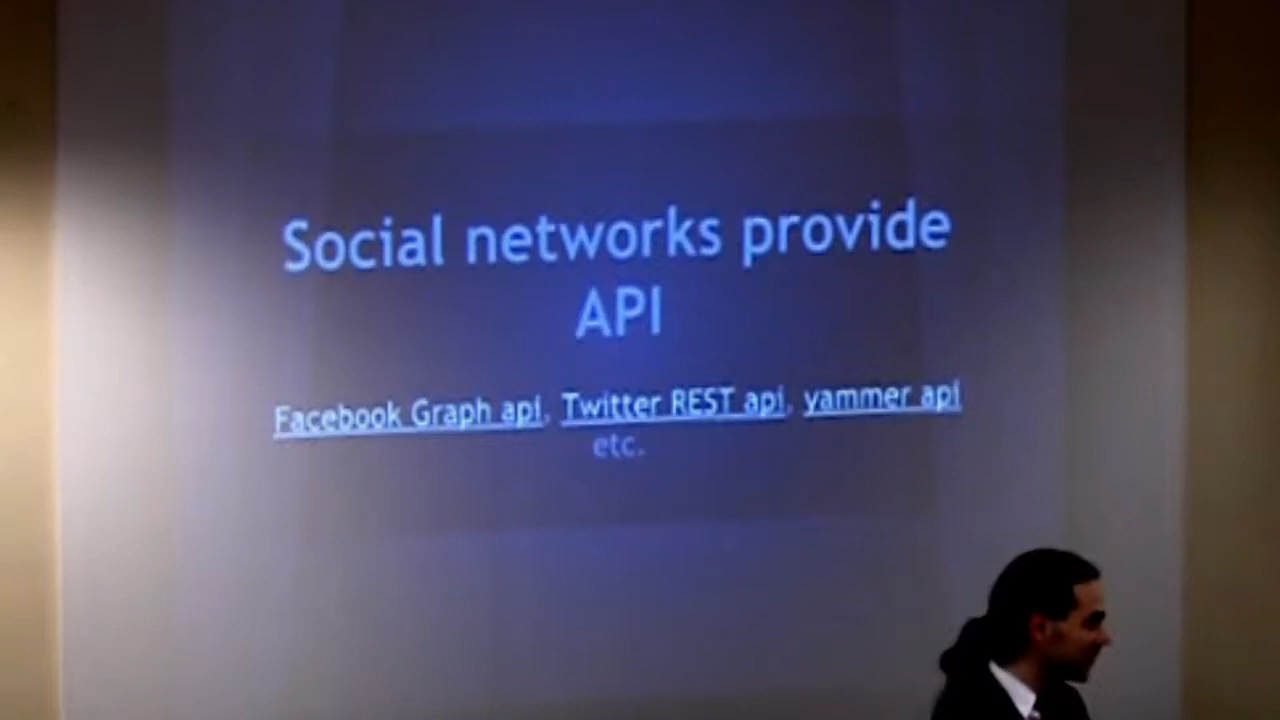 Social networks provide
API
Facebook Graph api, Twitter REST api, yammer api
etc.